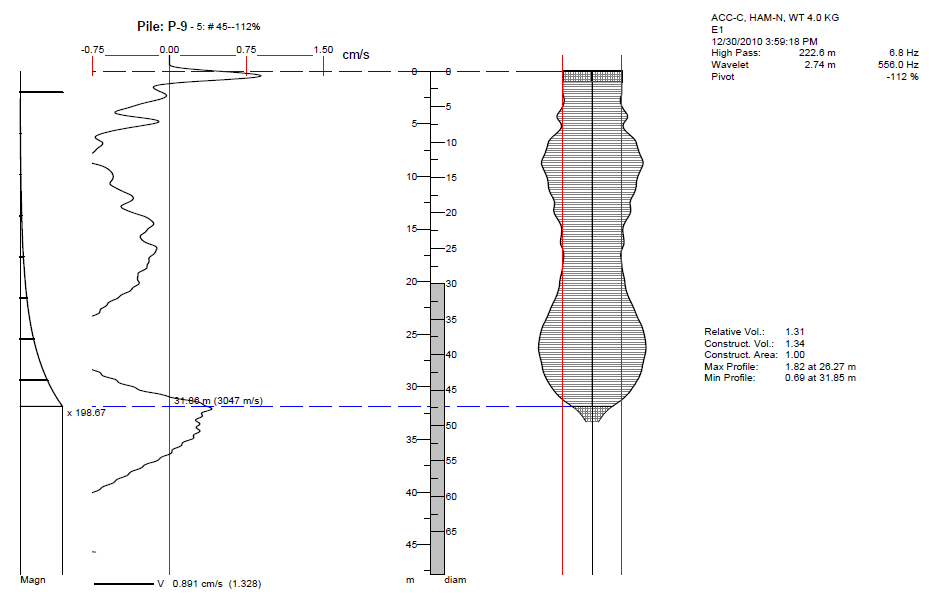 Pile: P-9 - 5: # 45--112%
-0.75 0.00 0.75 1.50 cm/s
ACC-C, HAM-N, WT 4.0 KG
E1
12/30/2010 3:59:18 PM
High Pass: 222.6 m 6.8 Hz
Wavelet 2.74 m 556.0 Hz
Pivot -112 %
0 0
5
5
10
10 15
20
15
25
20 30
35
25
40
30 45
50
35
55
40 60
65
45
Relative Vol.: 1.31
Construct. Vol.: 1.34
Construct. Area: 1.00
Max Profile: 1.82 at 26.27 m
Min Profile: 0.69 at 31.85 m
31.86 m (3047 m/s)
x 198.67
Magn
V 0.891 cm/s (1.328)
m diam